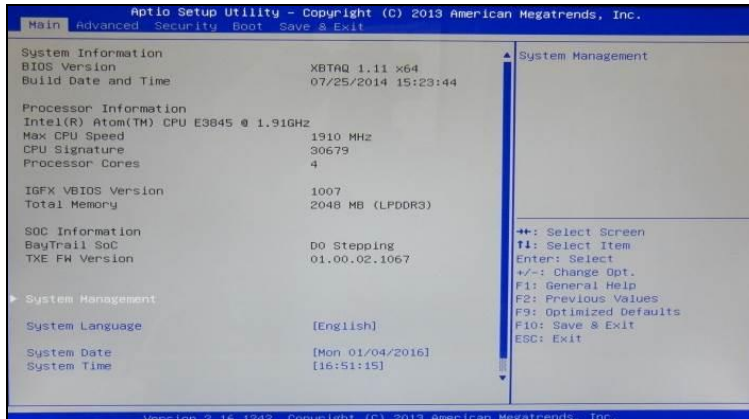 Aptio Setup Utility - Copyright (C) 2013 American Megatrends, Inc.
Main Advanced Security Boot Save & Exit
System Information
BIOS Version XBTAQ 1.11 x64
Build Date and Time 07/25/2014 15:23:44
Processor Information
Intel(R) Atom(TM) CPU E3845 @ 1.91GHz
Max CPU Speed 1910 MHz
CPU Signature 30679
Processor Cores 4
IGFX VBIOS Version 1007
Total Memory 2048 MB (LPDDR3)
SOC Information
BayTrail SoC D0 Stepping
TXE FW Version 01.00.02.1067
System Management
System Language [English]
System Date [Mon 01/04/2016]
System Time [16:51:15]
System Management
→←: Select Screen
↑↓: Select Item
Enter: Select
+/-: Change Opt.
F1: General Help
F2: Previous Values
F9: Optimized Defaults
F10: Save & Exit
ESC: Exit
Version 2.16.1242. Copyright (C) 2013 American Megatrends, Inc.